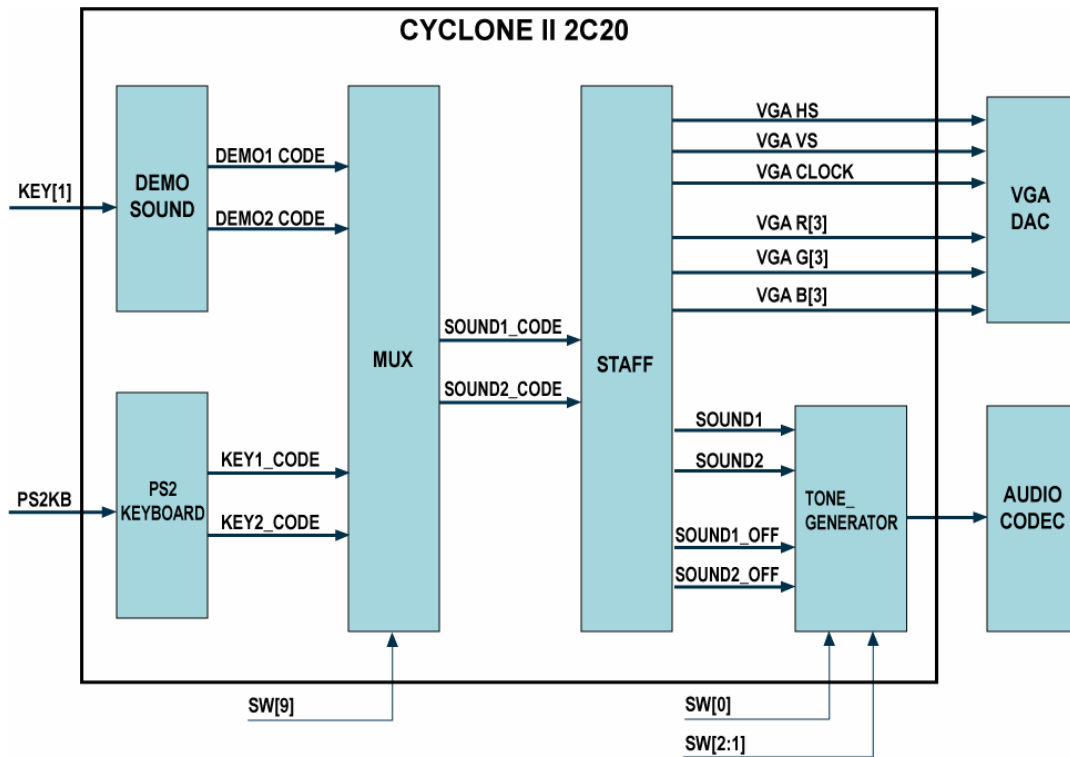 CYCLONE II 2C20
KEY[1]
DEMO
SOUND
DEMO1 CODE
DEMO2 CODE
PS2KB
PS2
KEYBOARD
KEY1_CODE
KEY2_CODE
MUX
SW[9]
SOUND1_CODE
SOUND2_CODE
STAFF
VGA HS
VGA VS
VGA CLOCK
VGA R[3]
VGA G[3]
VGA B[3]
VGA
DAC
SOUND1
SOUND2
SOUND1_OFF
SOUND2_OFF
TONE_
GENERATOR
AUDIO
CODEC
SW[0]
SW[2:1]